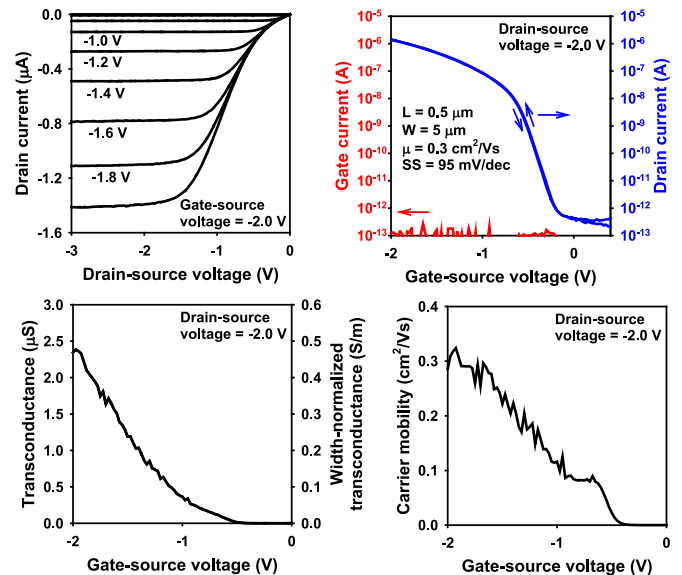 0.0
-0.4
-0.8
-1.2
-1.6
Drain current (μA)
-1.0 V
-1.2 V
-1.4 V
-1.6 V
-1.8 V
Gate-source
voltage = -2.0 V
-3
-2
-1
0
Drain-source voltage (V)
10-5
10-6
10-7
10-8
10-9
10-10
10-11
10-12
10-13
Gate current (A)
Drain-source
voltage = -2.0 V
L = 0.5 μm
W = 5 μm
μ = 0.3 cm2/Vs
SS = 95 mV/dec
10-5
10-6
10-7
10-8
10-9
10-10
10-11
10-12
10-13
Drain current (A)
-2
-1
0
Gate-source voltage (V)
3.0
2.5
2.0
1.5
1.0
0.5
0.0
Transconductance (μS)
Drain-source
voltage = -2.0 V
0.6
0.5
0.4
0.3
0.2
0.1
0.0
Width-normalized
transconductance (S/m)
-2
-1
0
Gate-source voltage (V)
0.4
0.3
0.2
0.1
0.0
Carrier mobility (cm2/Vs)
Drain-source
voltage = -2.0 V
-2
-1
0
Gate-source voltage (V)